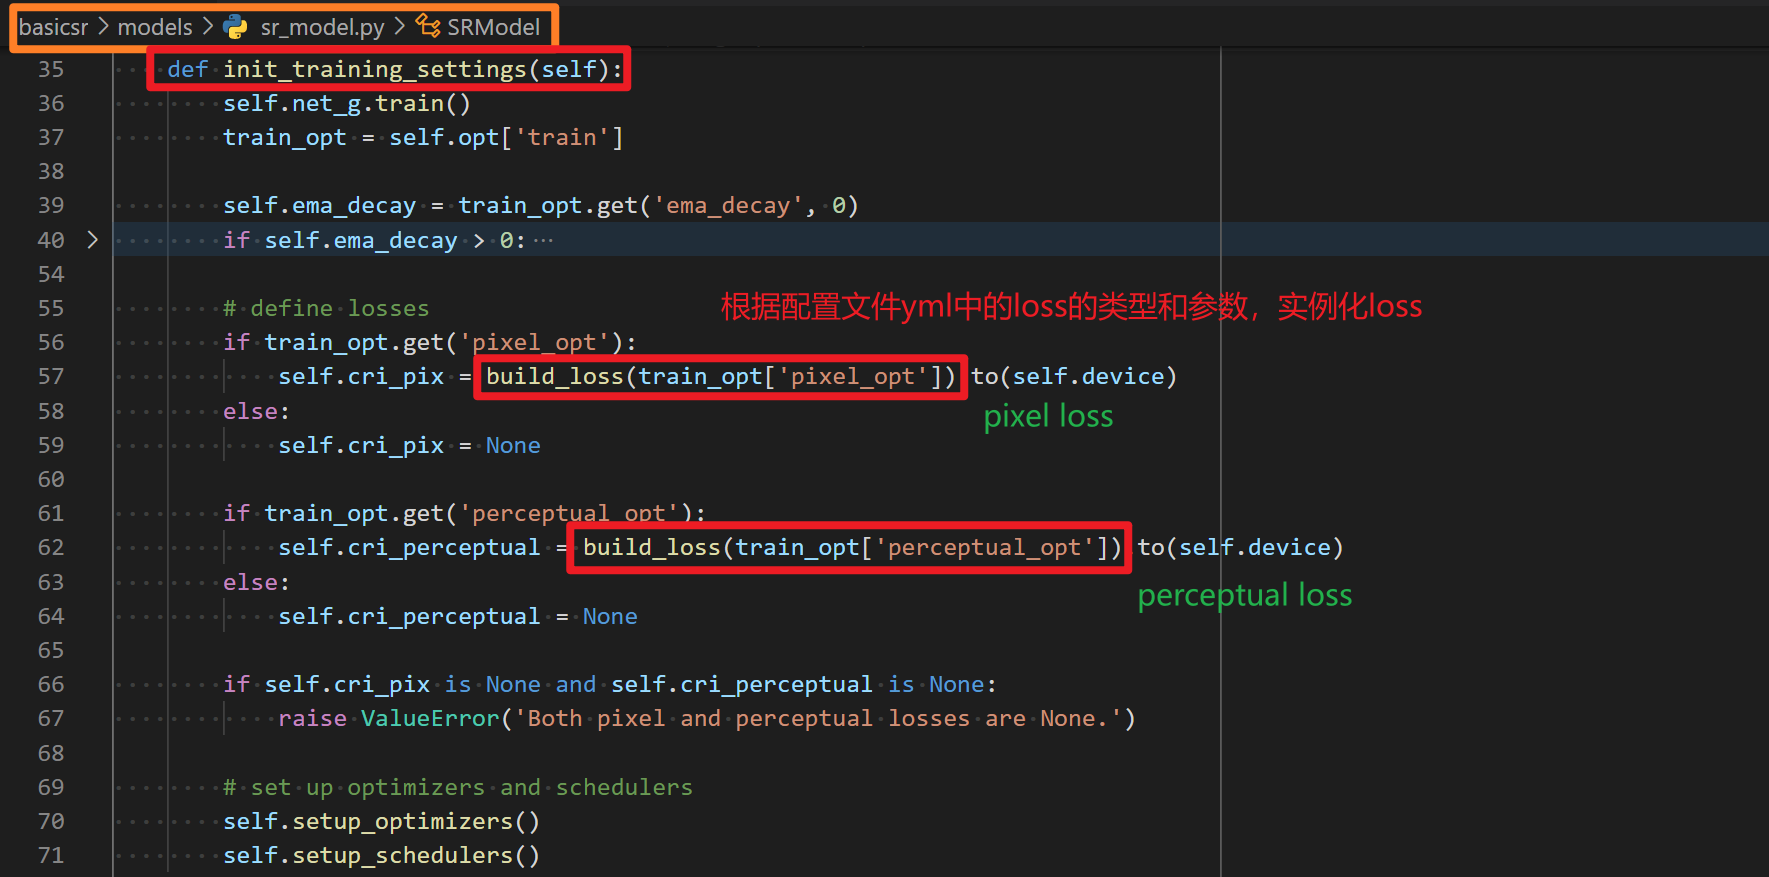 basicsr > models > sr_model.py > SRModel
35 def init_training_settings(self):
36 self.net_g.train()
37 train_opt = self.opt['train']
38
39 self.ema_decay = train_opt.get('ema_decay', 0)
40 > if self.ema_decay > 0: ···
54
55 # define losses
根据配置文件yml中的loss的类型和参数，实例化loss
56 if train_opt.get('pixel_opt'):
57 self.cri_pix = build_loss(train_opt['pixel_opt']).to(self.device)
pixel loss
58 else:
59 self.cri_pix = None
60
61 if train_opt.get('perceptual_opt'):
62 self.cri_perceptual = build_loss(train_opt['perceptual_opt']).to(self.device)
perceptual loss
63 else:
64 self.cri_perceptual = None
65
66 if self.cri_pix is None and self.cri_perceptual is None:
67 raise ValueError('Both pixel and perceptual losses are None.')
68
69 # set up optimizers and schedulers
70 self.setup_optimizers()
71 self.setup_schedulers()